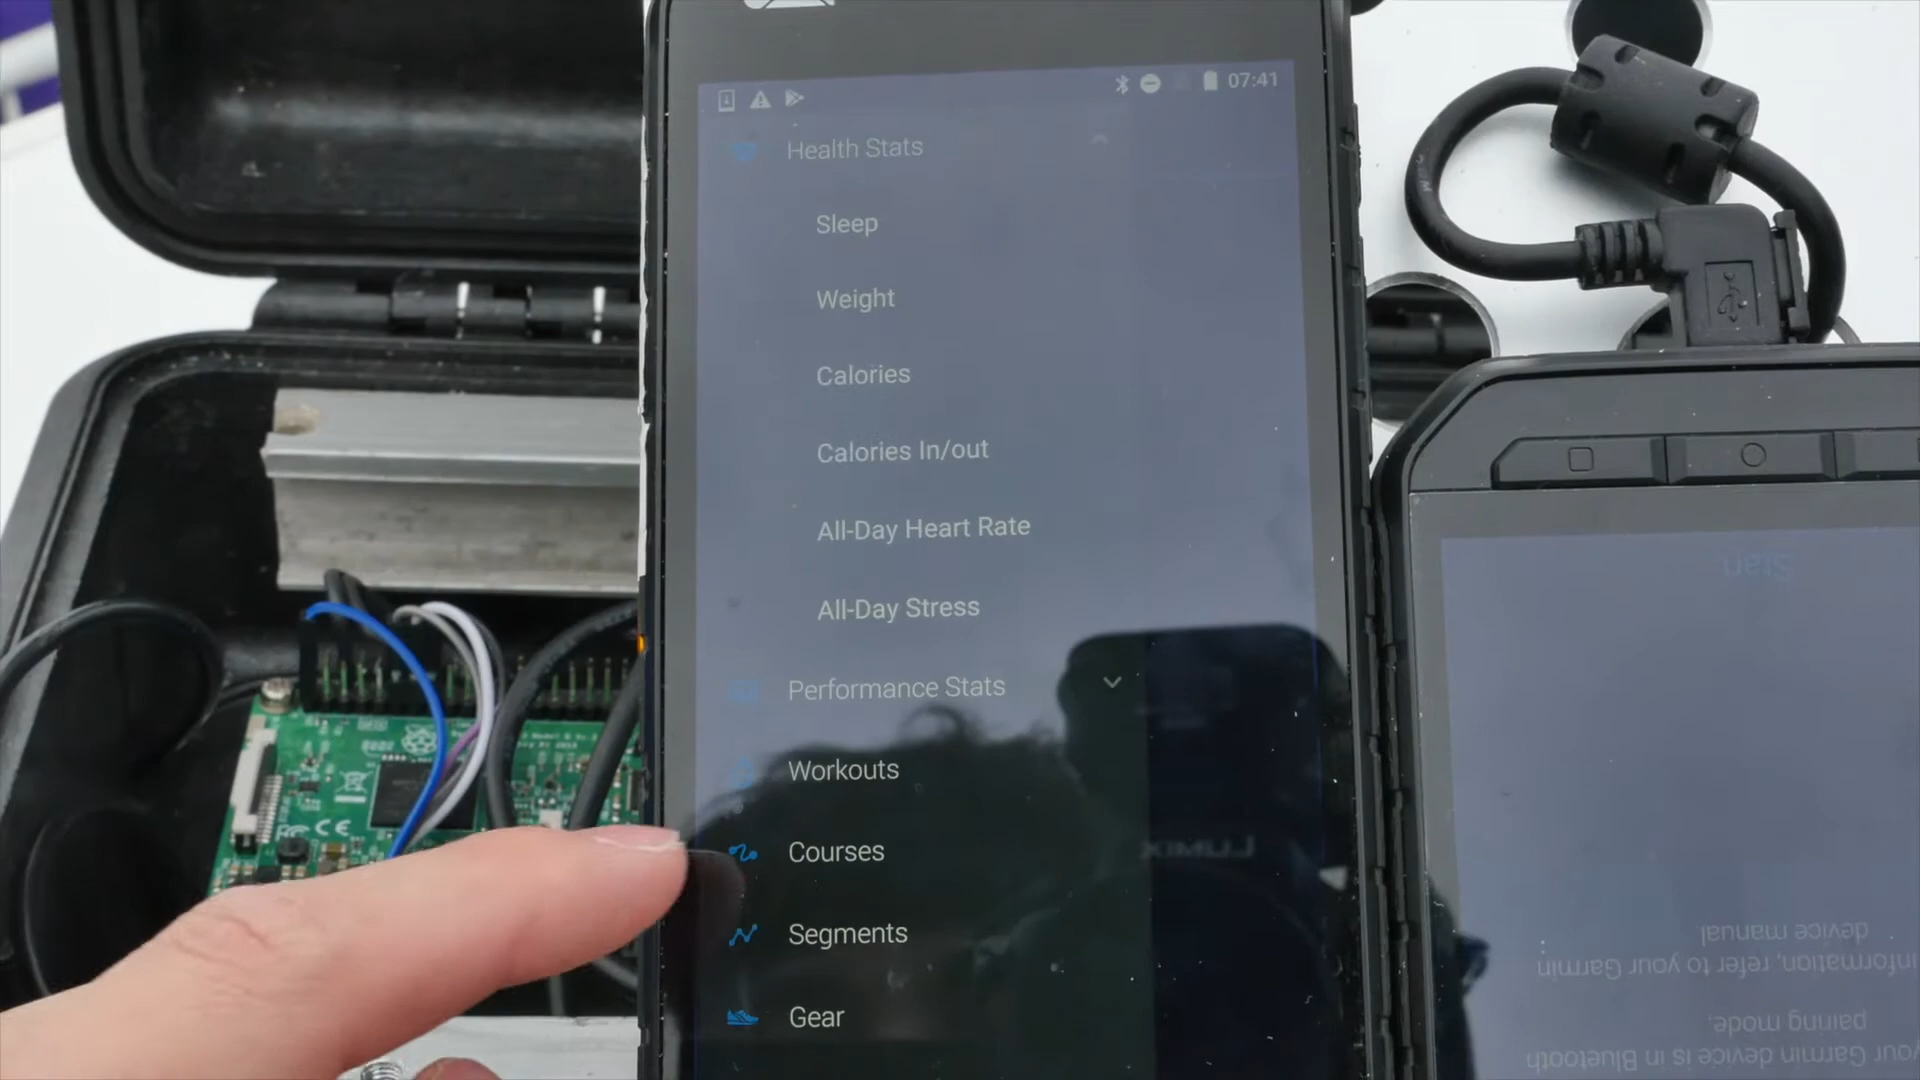 07:41
Health Stats
Sleep
Weight
Calories
Calories In/out
All-Day Heart Rate
All-Day Stress
Performance Stats
Workouts
Courses
Segments
Gear
LUMIX
your Garmin device is in Bluetooth
pairing mode.
information, refer to your Garmin
device manual